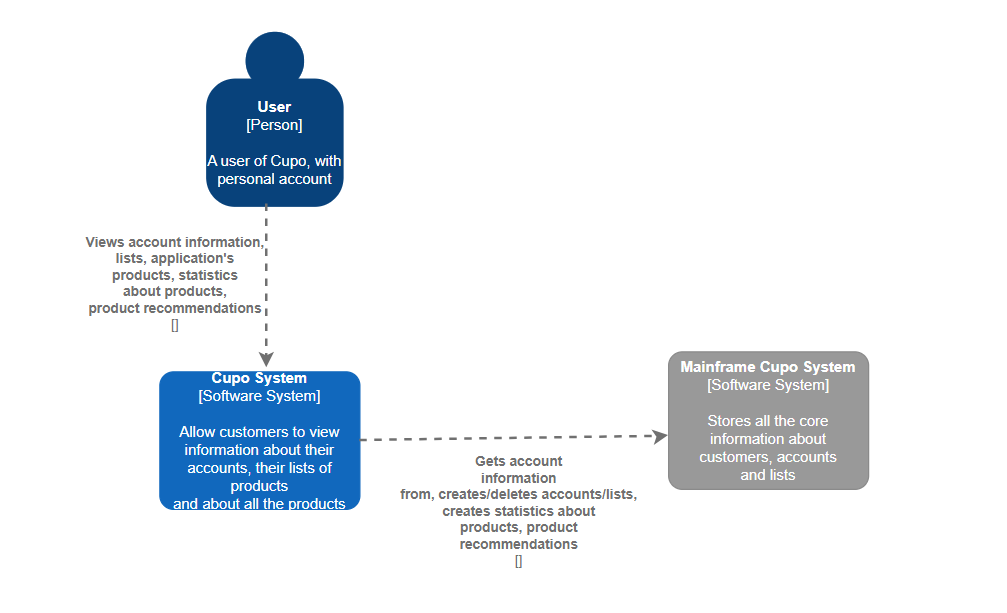 User
[Person]
A user of Cupo, with
personal account
Views account information,
lists, application's
products, statistics
about products,
product recommendations
[]
Cupo System
[Software System]
Allow customers to view
information about their
accounts, their lists of
products
and about all the products
Mainframe Cupo System
[Software System]
Stores all the core
information about
customers, accounts
and lists
Gets account
information
from, creates/deletes accounts/lists,
creates statistics about
products, product
recommendations
[]